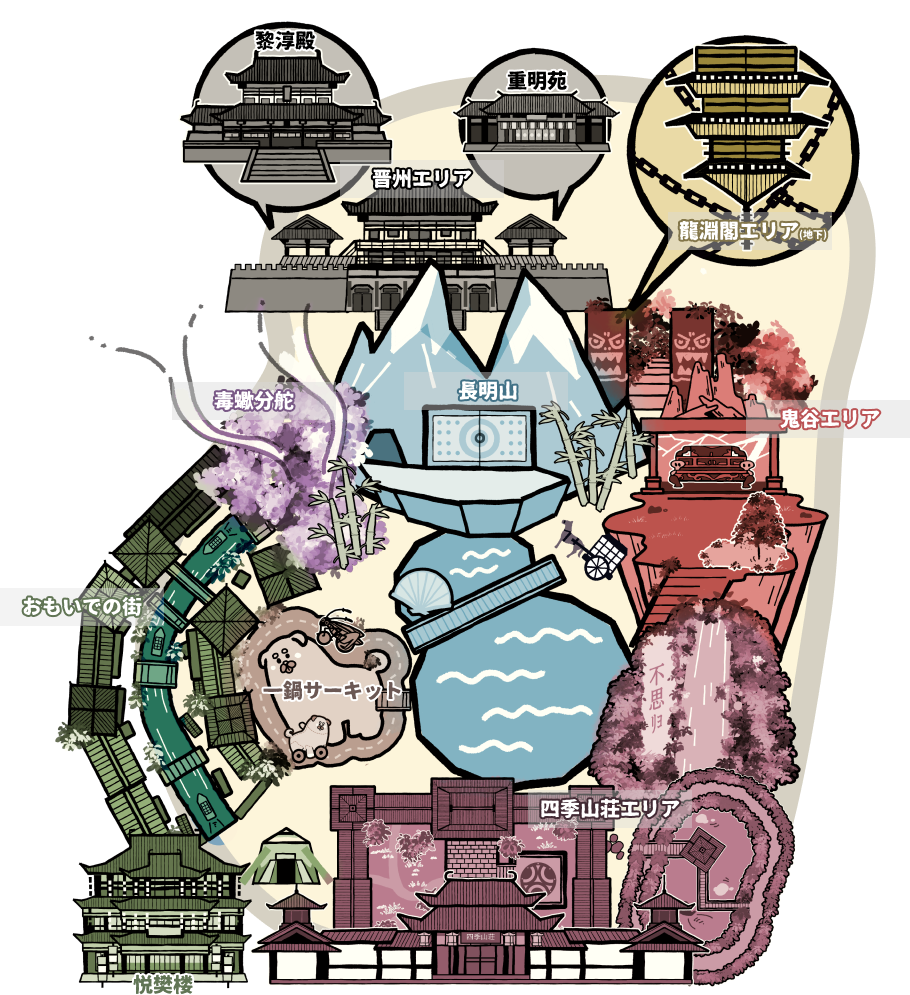 黎淳殿
重明苑
晋州エリア
龍淵閣エリア(地下)
毒蠍分舵
長明山
鬼谷エリア
おもいでの街
一鍋サーキット
不思归
四季山荘エリア
四季山荘
悦樊楼